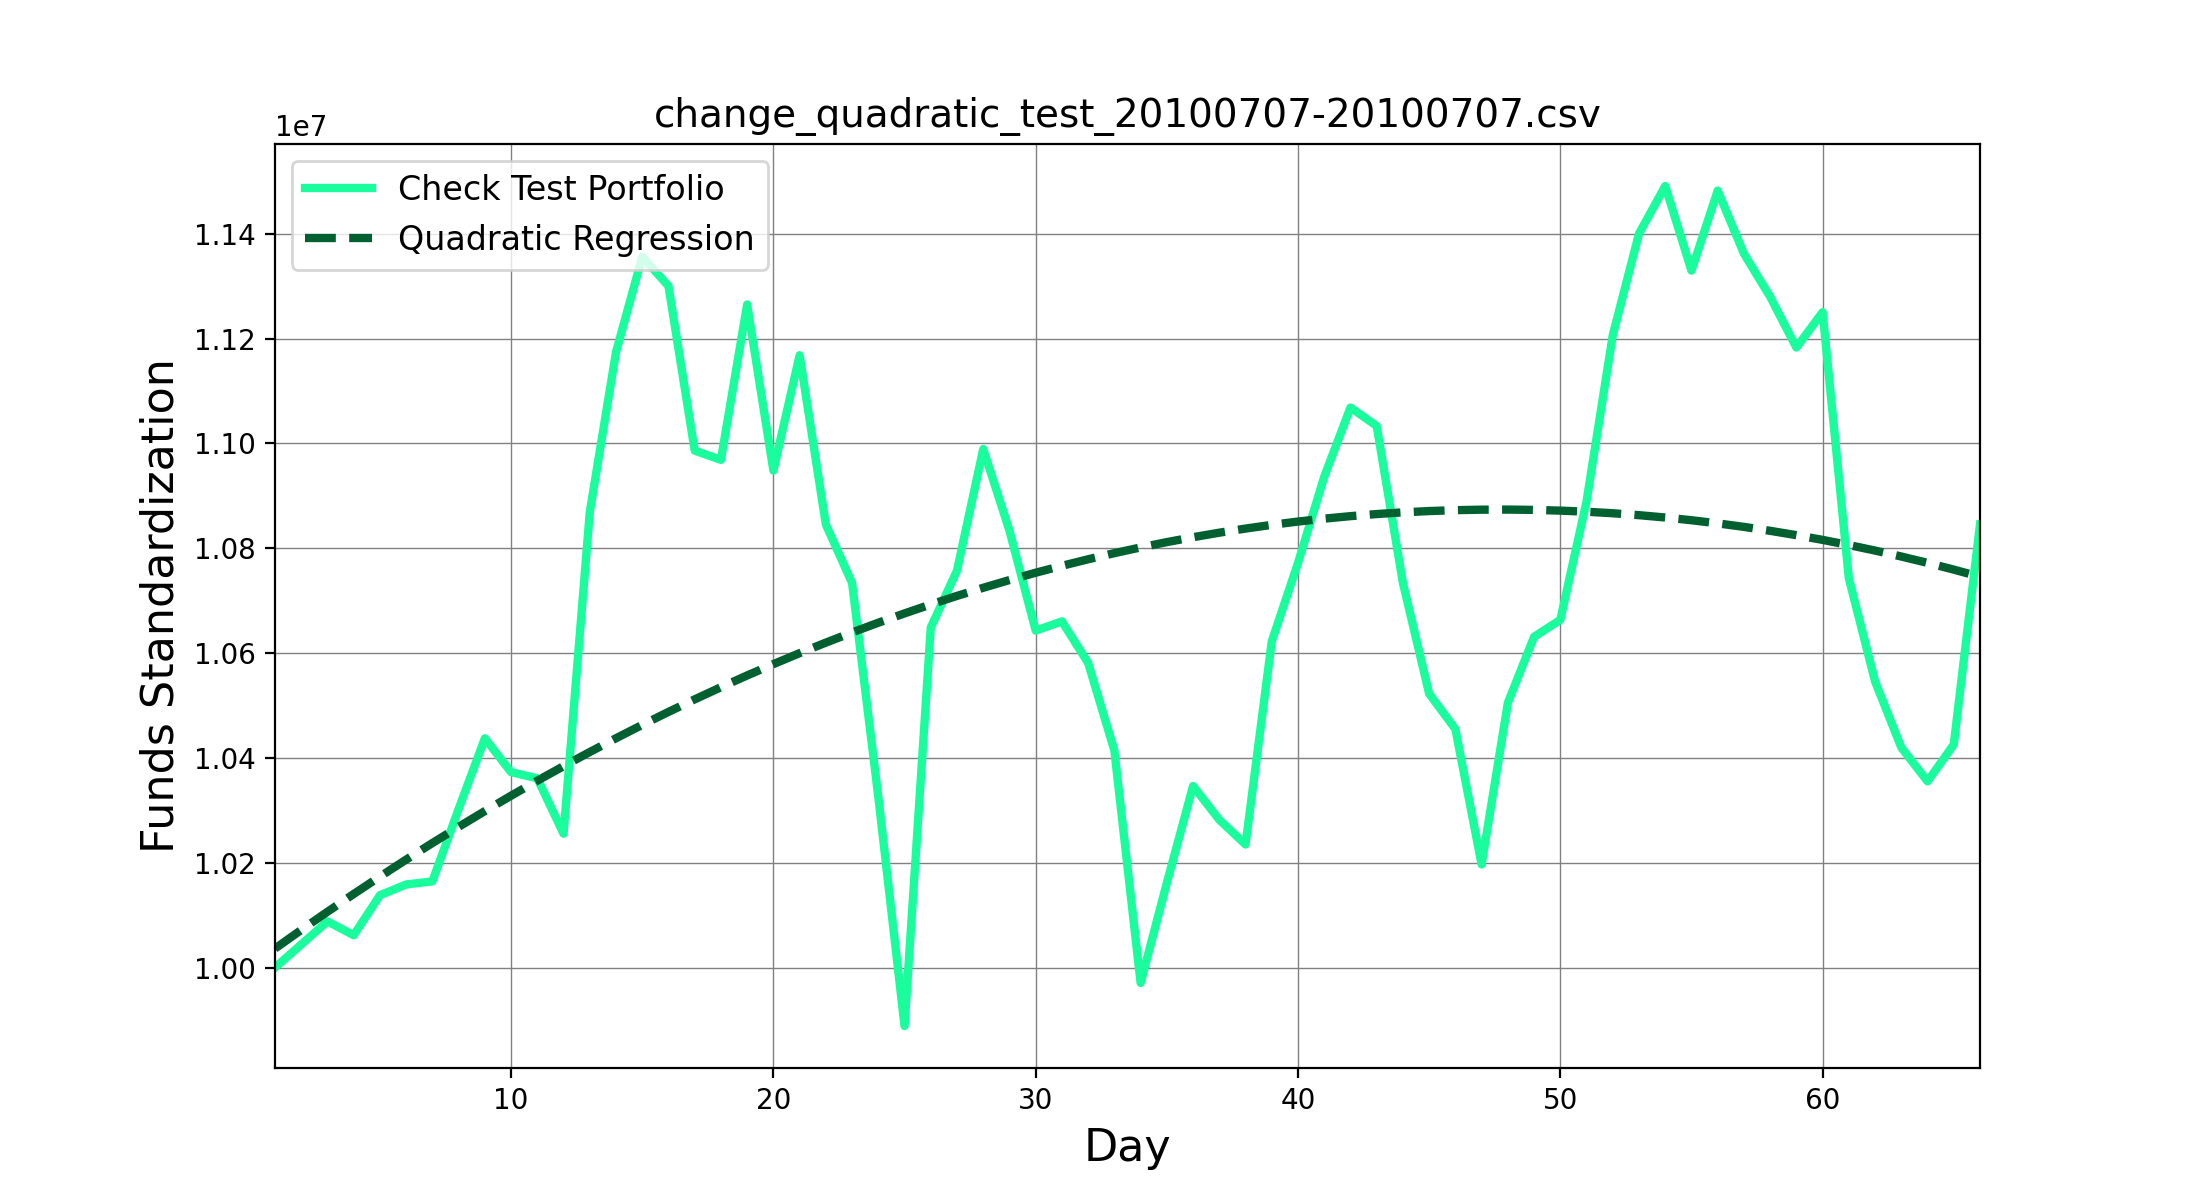 change_quadratic_test_20100707-20100707.csv
1e7
Check Test Portfolio
Quadratic Regression
1.14
1.12
1.10
1.08
1.06
1.04
1.02
1.00
Funds Standardization
10 20 30 40 50 60
Day